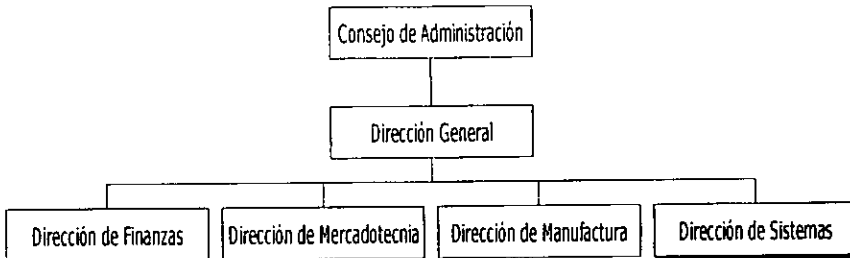 Consejo de Administración
Dirección General
Dirección de Finanzas
Dirección de Mercadotecnia
Dirección de Manufactura
Dirección de Sistemas